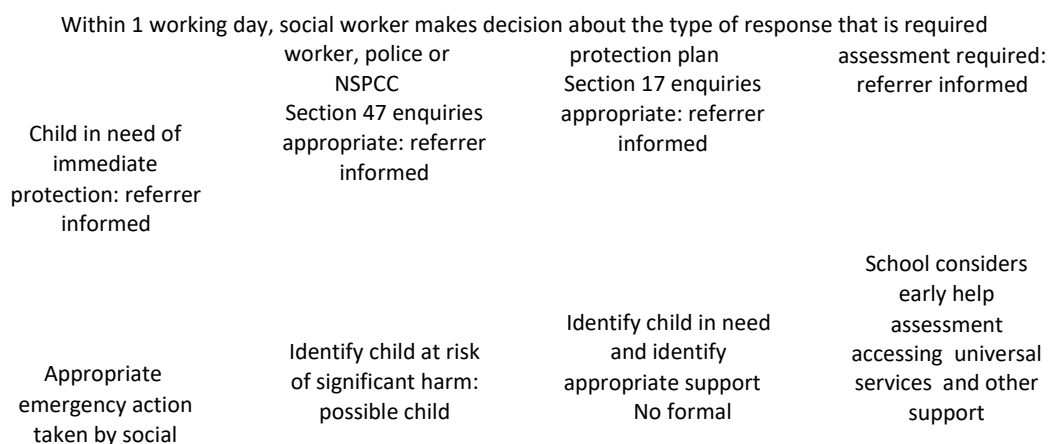 Within 1 working day, social worker makes decision about the type of response that is required
Child in need of
immediate
protection: referrer
informed
worker, police or
NSPCC
Section 47 enquiries
appropriate: referrer
informed
protection plan
Section 17 enquiries
appropriate: referrer
informed
assessment required:
referrer informed
Appropriate
emergency action
taken by social
Identify child at risk
of significant harm:
possible child
Identify child in need
and identify
appropriate support
No formal
School considers
early help
assessment
accessing universal
services and other
support